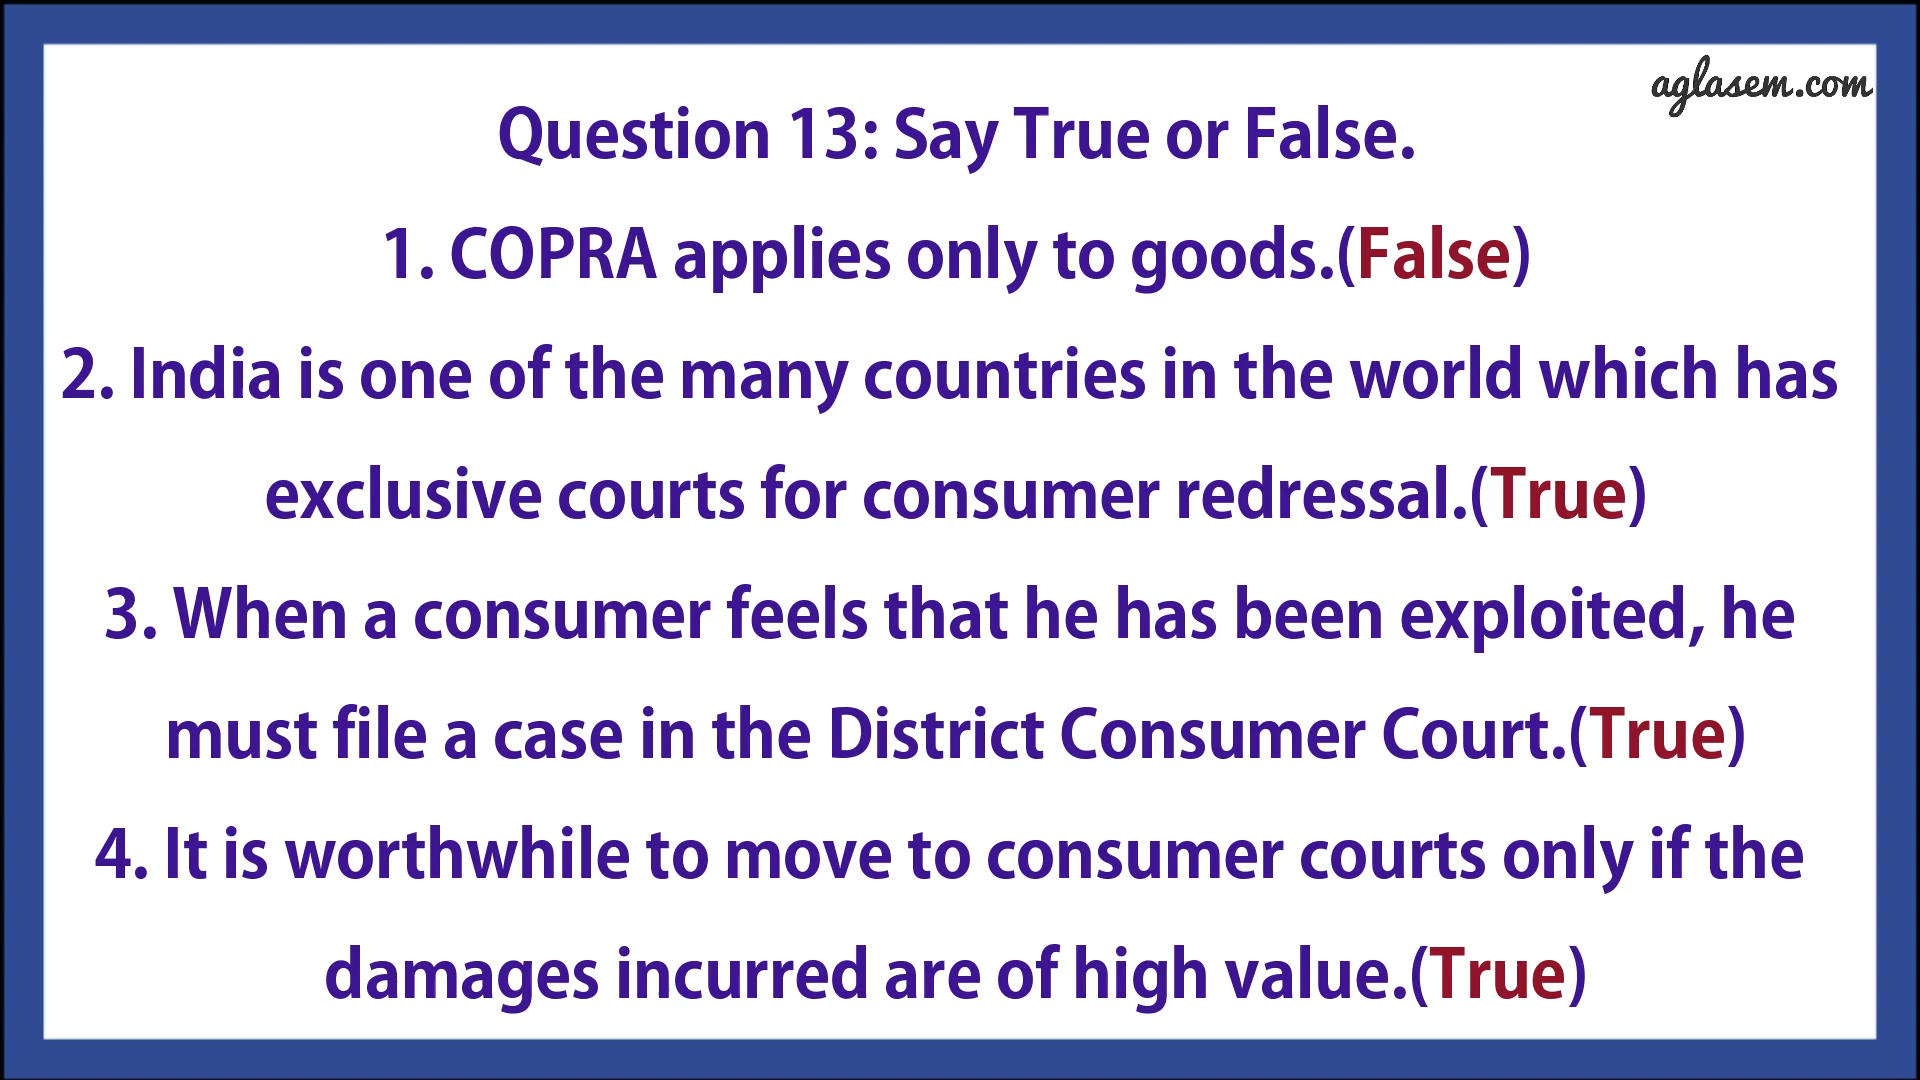 aglasem.com
Question 13: Say True or False.
1. COPRA applies only to goods.(False)
2. India is one of the many countries in the world which has
exclusive courts for consumer redressal.(True)
3. When a consumer feels that he has been exploited, he
must file a case in the District Consumer Court.(True)
4. It is worthwhile to move to consumer courts only if the
damages incurred are of high value.(True)